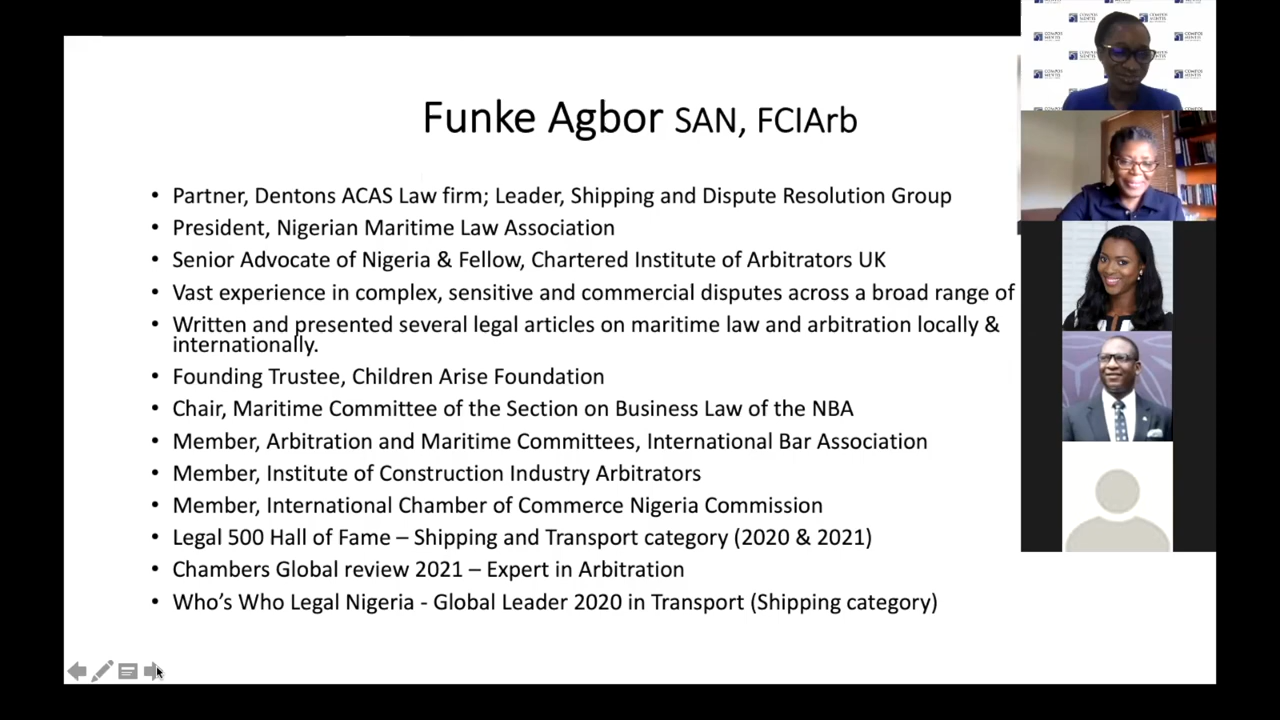 Funke Agbor SAN, FCIArb
• Partner, Dentons ACAS Law firm; Leader, Shipping and Dispute Resolution Group
• President, Nigerian Maritime Law Association
• Senior Advocate of Nigeria & Fellow, Chartered Institute of Arbitrators UK
• Vast experience in complex, sensitive and commercial disputes across a broad range of
• Written and presented several legal articles on maritime law and arbitration locally &
internationally.
• Founding Trustee, Children Arise Foundation
• Chair, Maritime Committee of the Section on Business Law of the NBA
• Member, Arbitration and Maritime Committees, International Bar Association
• Member, Institute of Construction Industry Arbitrators
• Member, International Chamber of Commerce Nigeria Commission
• Legal 500 Hall of Fame – Shipping and Transport category (2020 & 2021)
• Chambers Global review 2021 – Expert in Arbitration
• Who's Who Legal Nigeria - Global Leader 2020 in Transport (Shipping category)